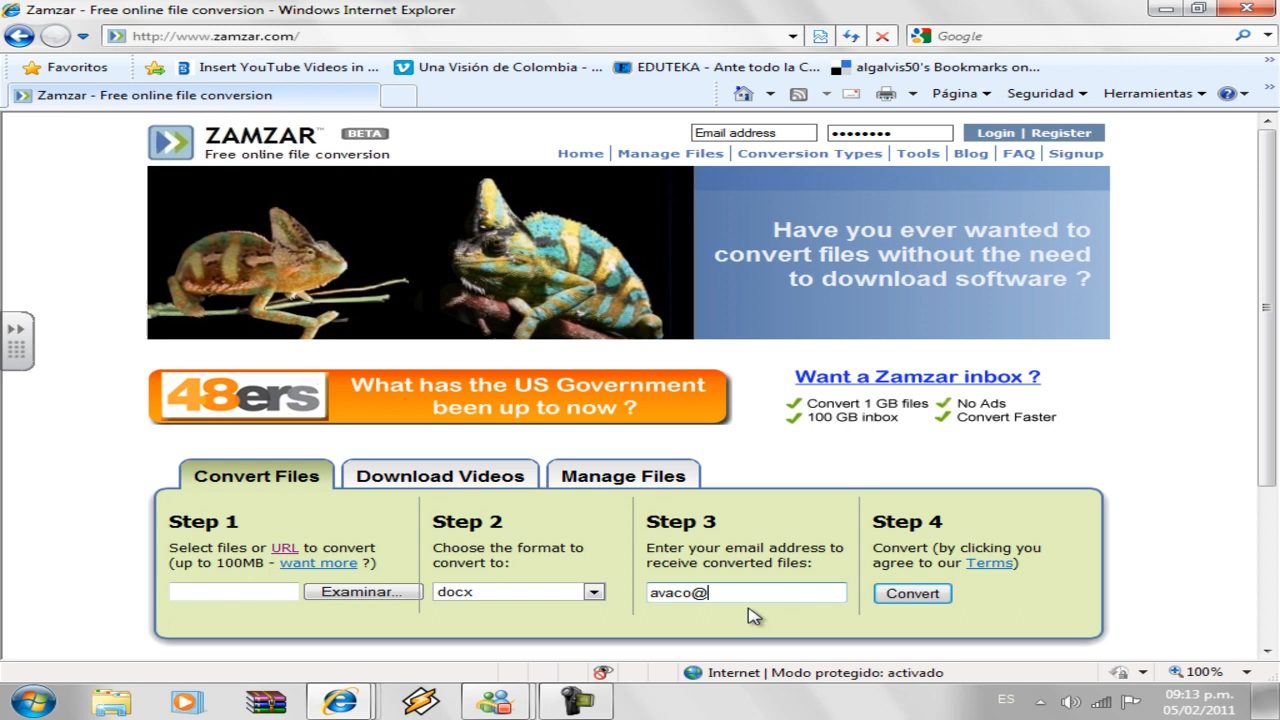 Zamzar - Free online file conversion - Windows Internet Explorer
http://www.zamzar.com/
Google
Favoritos
Insert YouTube Videos in ...
Una Visión de Colombia - ...
EDUTEKA - Ante todo la C...
algalvis50's Bookmarks on...
Zamzar - Free online file conversion
Página
Seguridad
Herramientas
ZAMZAR™ BETA
Free online file conversion
Email address
••••••••
Login | Register
Home | Manage Files | Conversion Types | Tools | Blog | FAQ | Signup
Have you ever wanted to
convert files without the need
to download software ?
48ers
What has the US Government
been up to now ?
Want a Zamzar inbox ?
Convert 1 GB files
No Ads
100 GB inbox
Convert Faster
Convert Files
Download Videos
Manage Files
Step 1
Select files or URL to convert
(up to 100MB - want more ?)
Examinar...
Step 2
Choose the format to
convert to:
docx
Step 3
Enter your email address to
receive converted files:
avaco@
Step 4
Convert (by clicking you
agree to our Terms)
Convert
Internet | Modo protegido: activado
100%
ES
09:13 p.m.
05/02/2011